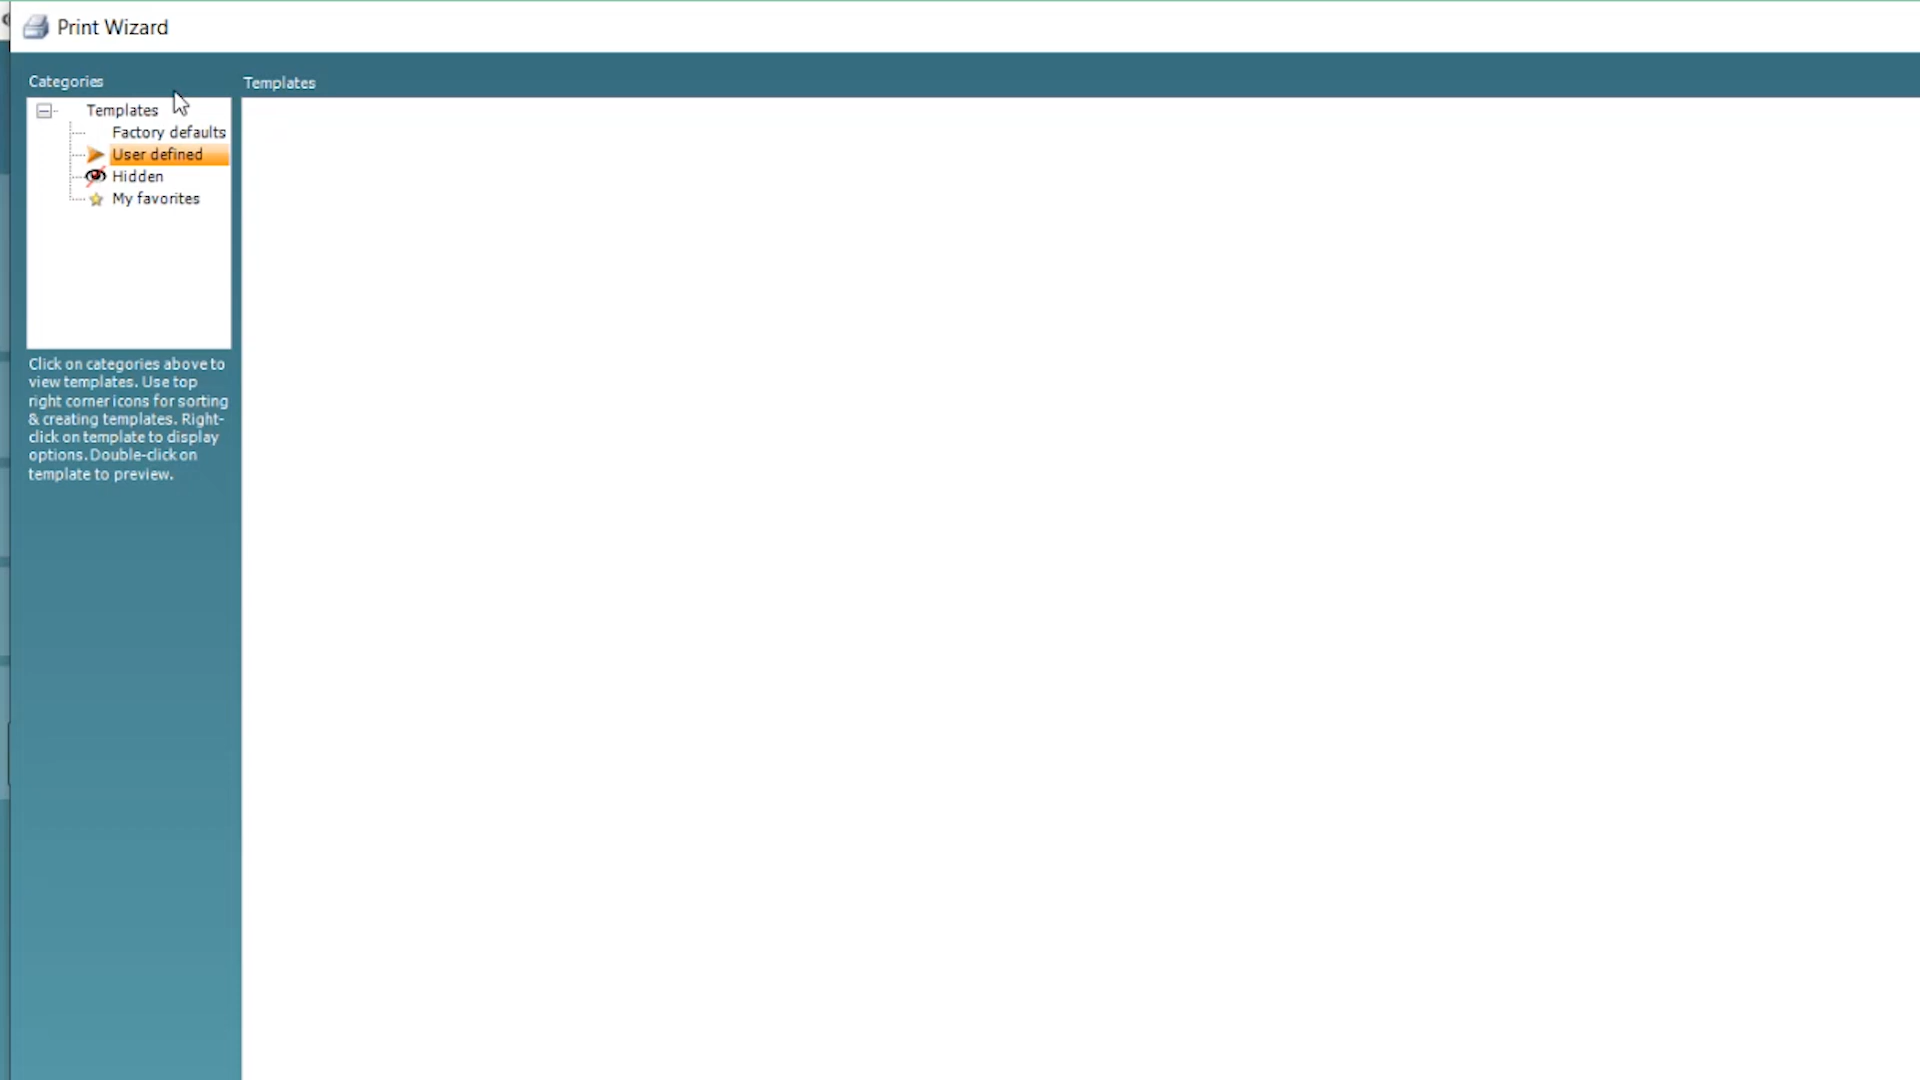 Print Wizard
Categories
Templates
Templates
Factory defaults
User defined
Hidden
My favorites
Click on categories above to
view templates. Use top
right corner icons for sorting
& creating templates. Right-
click on template to display
options. Double-click on
template to preview.